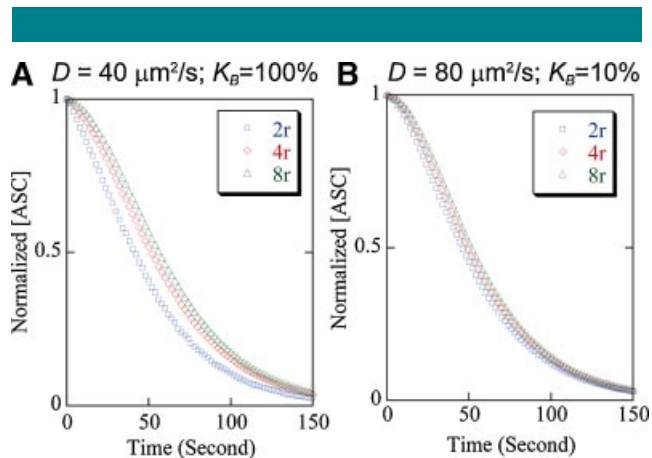 A D = 40 μm²/s; K_B=100%
1
0.5
0
Normalized [ASC]
2r
4r
8r
0 50 100 150
Time (Second)
B D = 80 μm²/s; K_B=10%
1
0.5
0
Normalized [ASC]
2r
4r
8r
0 50 100 150
Time (Second)